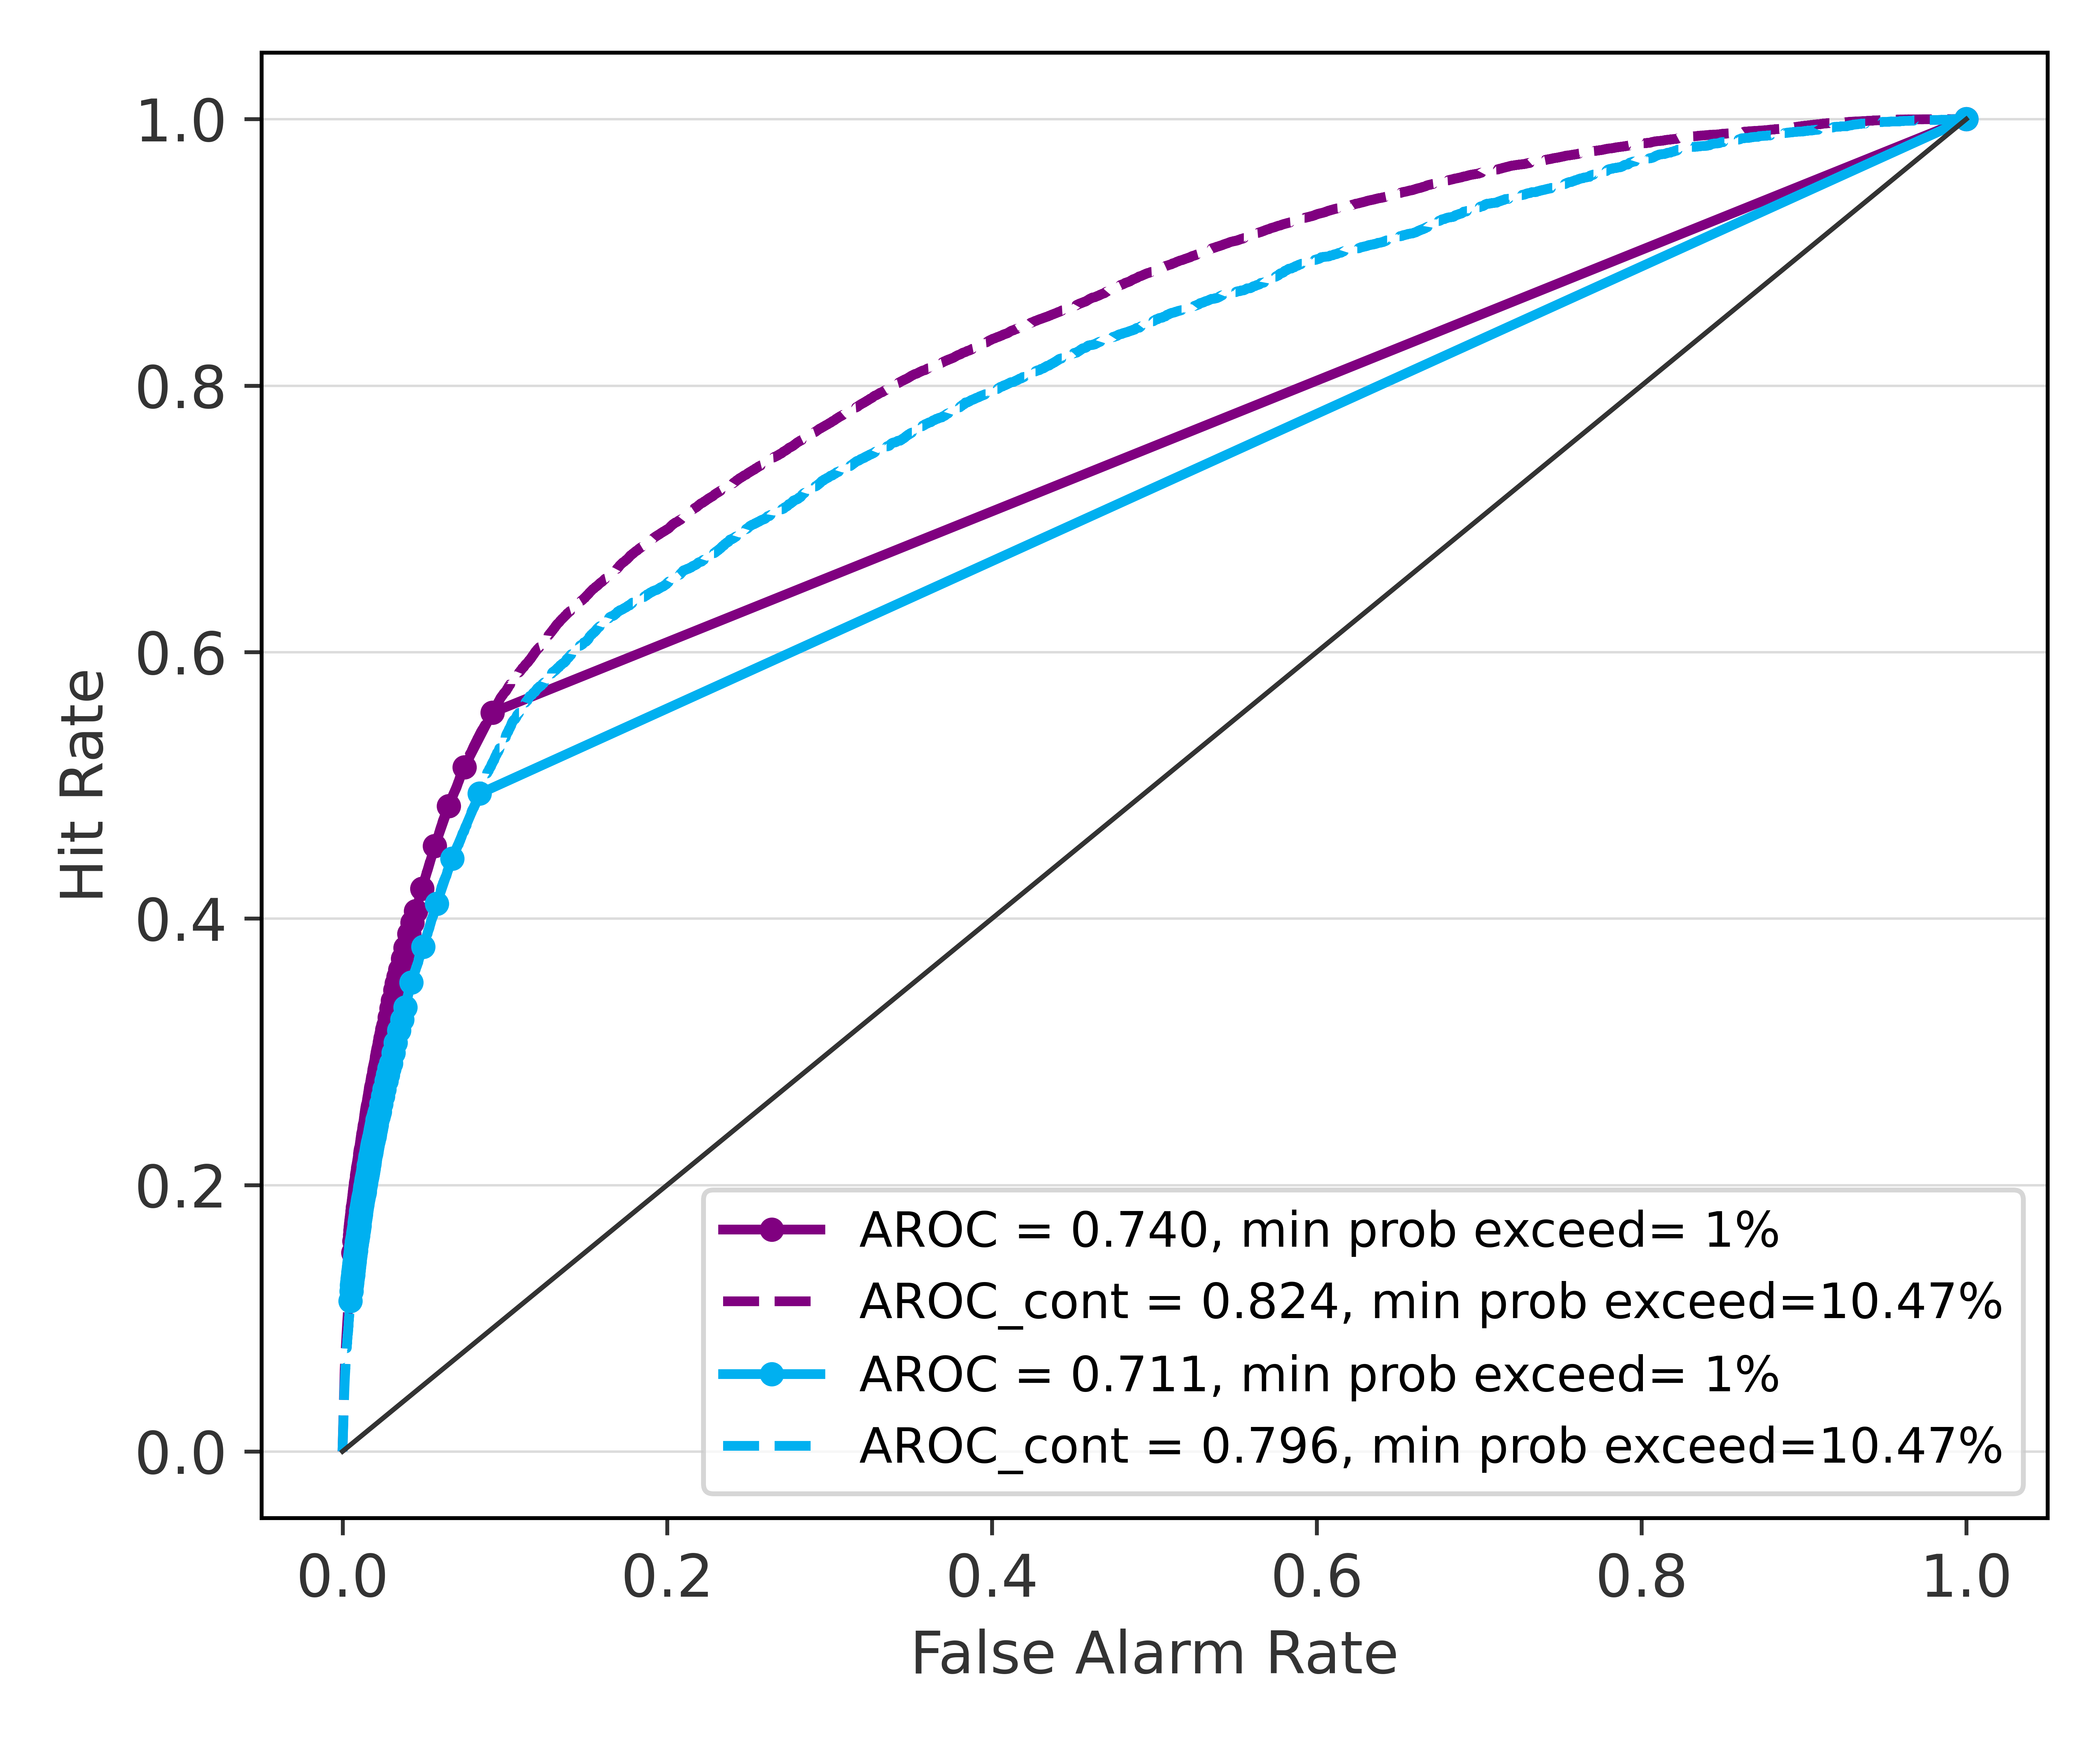 1.0
0.8
0.6
0.4
0.2
0.0
Hit Rate
AROC = 0.740, min prob exceed= 1%
AROC_cont = 0.824, min prob exceed=10.47%
AROC = 0.711, min prob exceed= 1%
AROC_cont = 0.796, min prob exceed=10.47%
0.0 0.2 0.4 0.6 0.8 1.0
False Alarm Rate